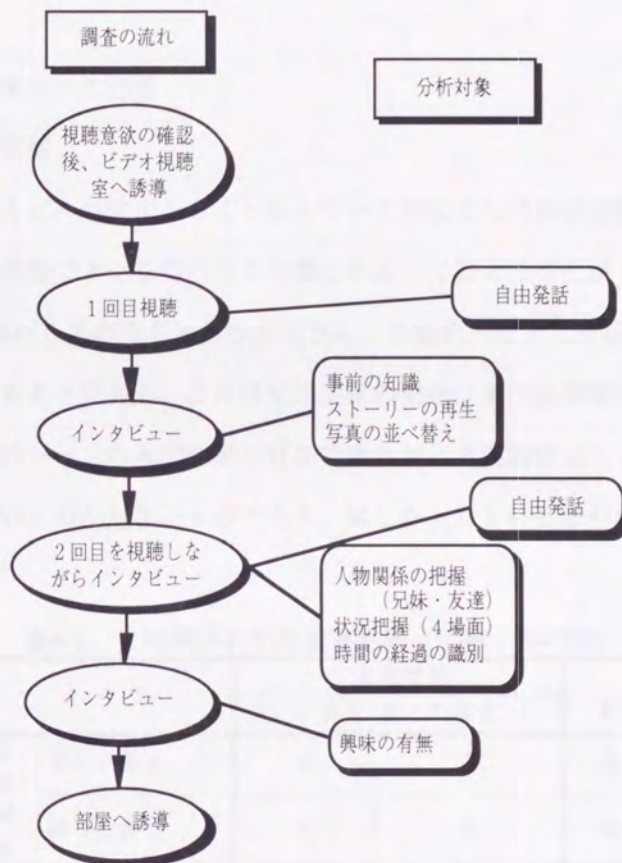 調査の流れ
分析対象
視聴意欲の確認
後、ビデオ視聴
室へ誘導
1回目視聴
自由発話
インタビュー
事前の知識
ストーリーの再生
写真の並べ替え
自由発話
2回目を視聴しな
がらインタビュー
人物関係の把握
（兄妹・友達）
状況把握（4場面）
時間の経過の識別
インタビュー
興味の有無
部屋へ誘導